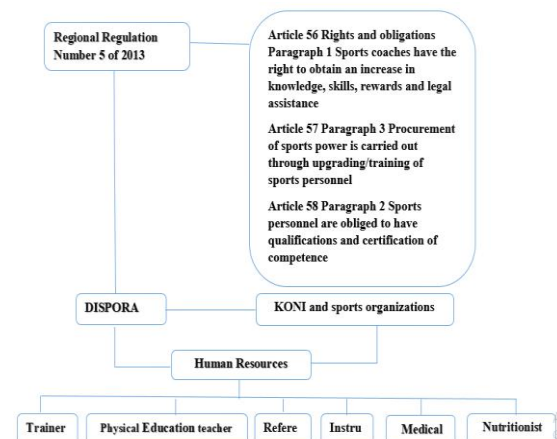 Regional Regulation
Number 5 of 2013
Article 56 Rights and obligations
Paragraph 1 Sports coaches have the
right to obtain an increase in
knowledge, skills, rewards and legal
assistance
Article 57 Paragraph 3 Procurement
of sports power is carried out
through upgrading/training of
sports personnel
Article 58 Paragraph 2 Sports
personnel are obliged to have
qualifications and certification of
competence
DISPORA
KONI and sports organizations
Human Resources
Trainer
Physical Education teacher
Refere
Instru
Medical
Nutritionist